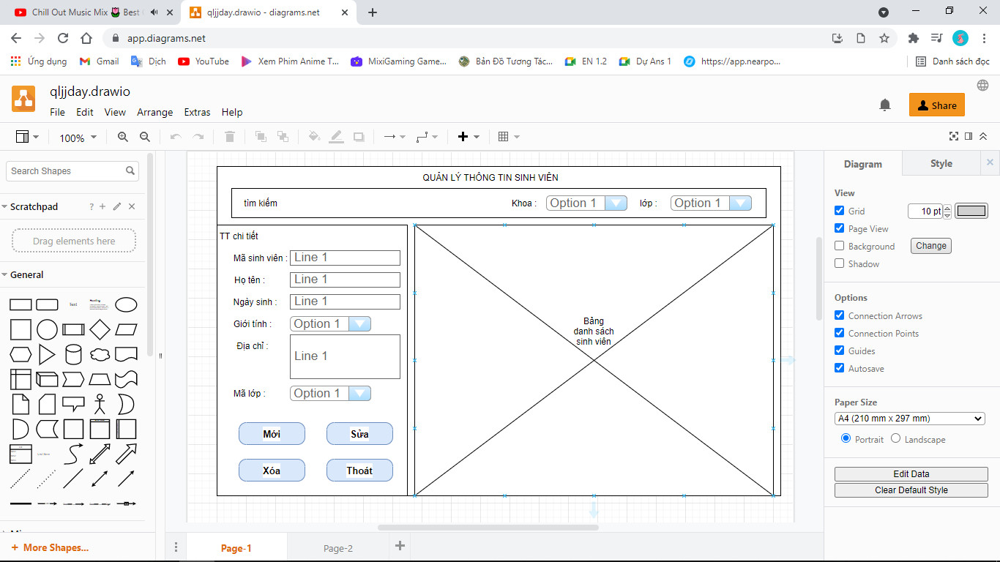 Chill Out Music Mix 🌷 Best
qljjday.drawio - diagrams.net
app.diagrams.net
Ứng dụng
Gmail
Dịch
YouTube
Xem Phim Anime T...
MixiGaming Game...
Bản Đồ Tương Tác...
EN 1.2
Dự Án 1
https://app.nearpo...
Danh sách đọc
qljjday.drawio
File Edit View Arrange Extras Help
Share
100%
Search Shapes
Scratchpad
?
Drag elements here
General
Text
Heading
More Shapes...
QUẢN LÝ THÔNG TIN SINH VIÊN
tìm kiếm
Khoa :
Option 1
lớp :
Option 1
TT chi tiết
Mã sinh viên :
Line 1
Họ tên :
Line 1
Ngày sinh :
Line 1
Giới tính :
Option 1
Địa chỉ :
Line 1
Mã lớp :
Option 1
Mới
Sửa
Xóa
Thoát
Bảng
danh sách
sinh viên
Page-1
Page-2
Diagram
Style
View
Grid
10 pt
Page View
Background
Change
Shadow
Options
Connection Arrows
Connection Points
Guides
Autosave
Paper Size
A4 (210 mm x 297 mm)
Portrait
Landscape
Edit Data
Clear Default Style